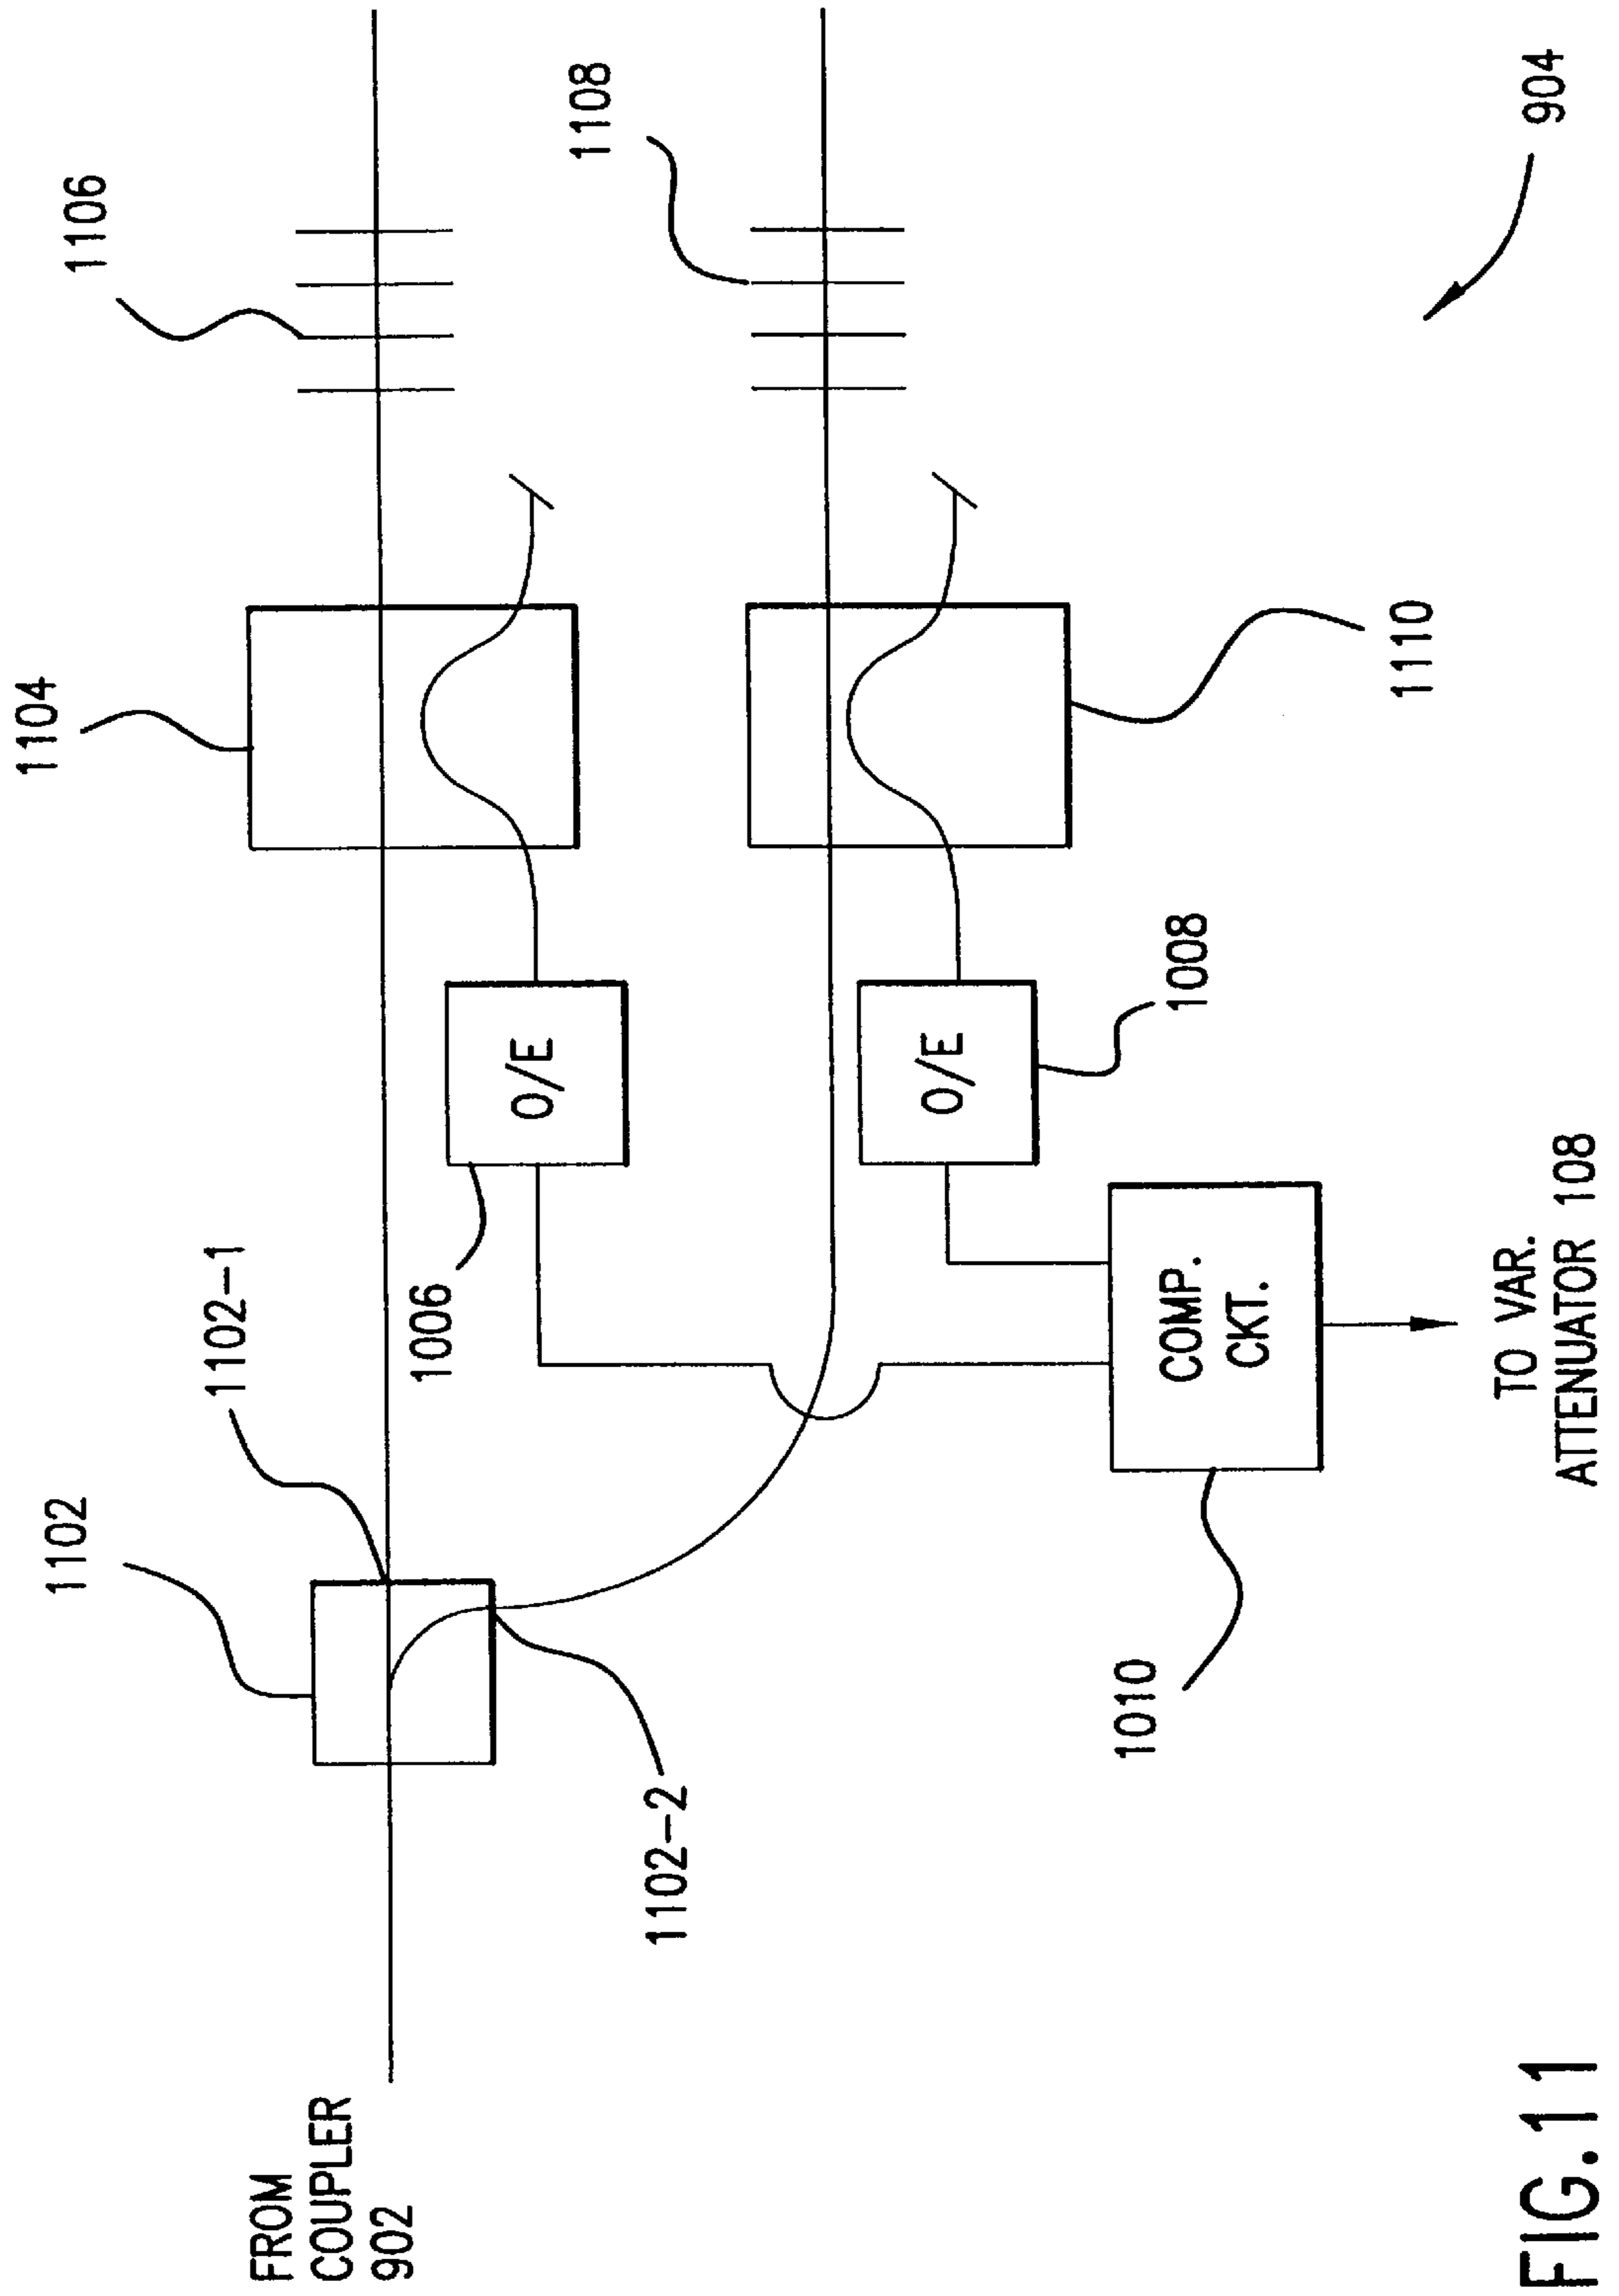 1104
1106
1102
1102-1
1108
FROM
COUPLER
902
1006
O/E
1102-2
O/E
1008
1110
904
1010
COMP.
CKT.
TO VAR.
ATTENUATOR 108
FIG.11